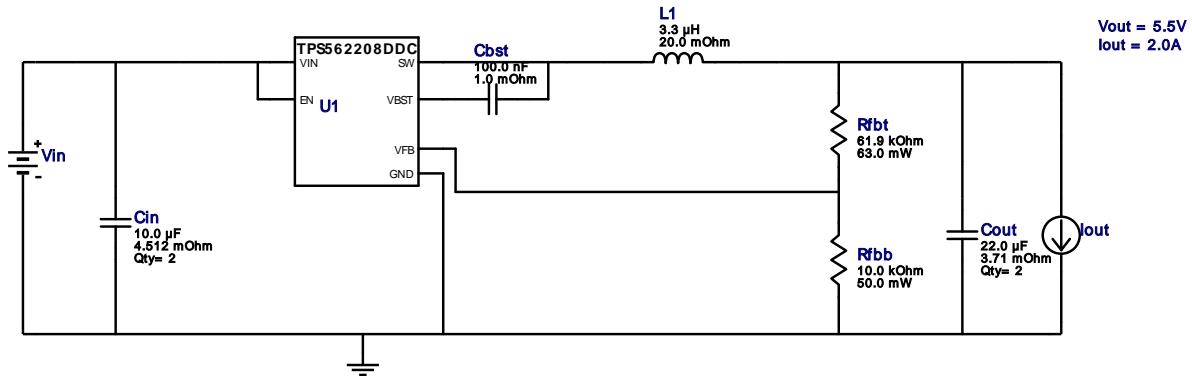 L1
3.3 µH
20.0 mOhm
Vout = 5.5V
Iout = 2.0A
TPS562208DDC
VIN
SW
EN
U1
VBST
VFB
GND
Cbst
100.0 nF
1.0 mOhm
Vin
+
-
Cin
10.0 µF
4.512 mOhm
Qty= 2
Rfbt
61.9 kOhm
63.0 mW
Rfbb
10.0 kOhm
50.0 mW
Cout
22.0 µF
3.71 mOhm
Qty= 2
Iout